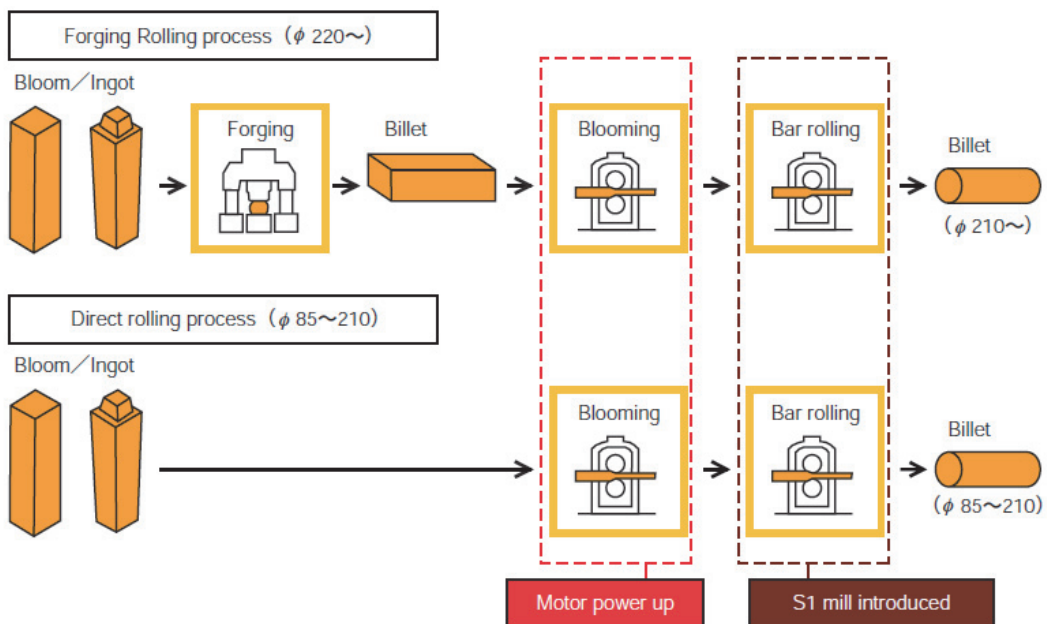 Forging Rolling process (φ 220～)
Bloom／Ingot
Forging
Billet
Blooming
Bar rolling
Billet
(φ 210～)
Direct rolling process (φ 85～210)
Bloom／Ingot
Blooming
Bar rolling
Billet
(φ 85～210)
Motor power up
S1 mill introduced